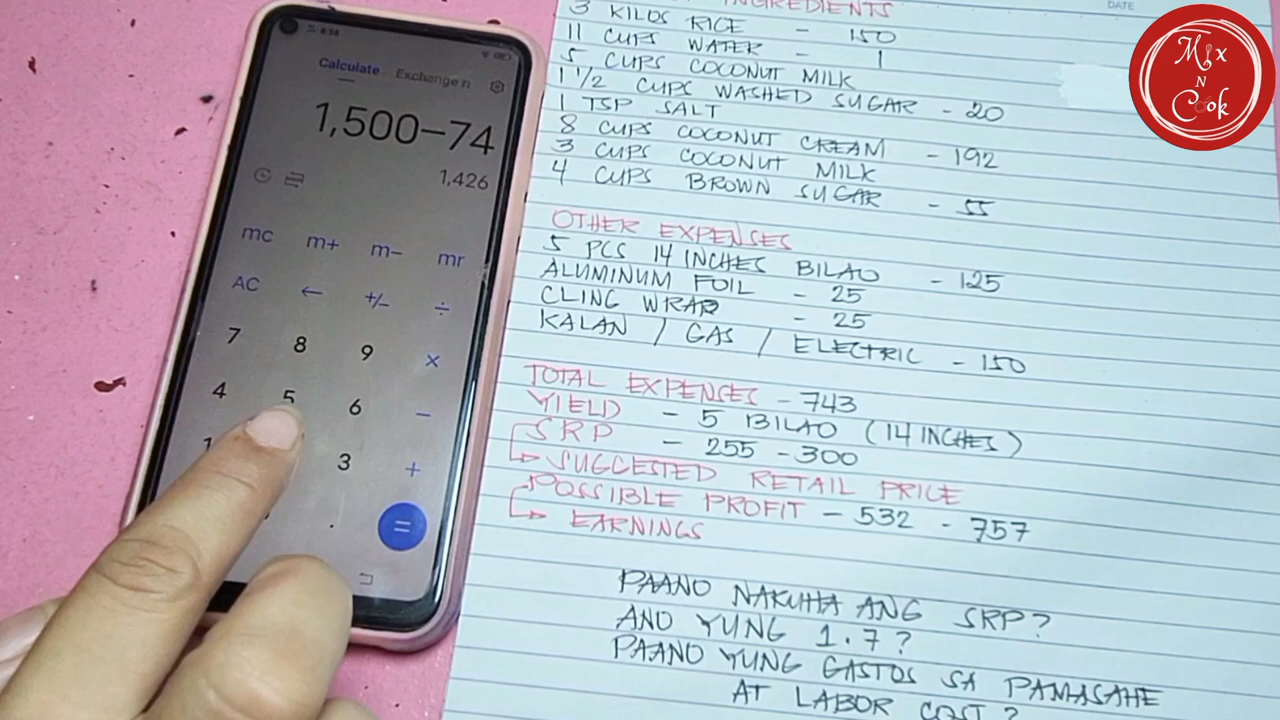 INGREDIENTS
DATE
3 KILOS RICE - 150
11 CUPS WATER - 1
5 CUPS COCONUT MILK
1 1/2 CUPS WASHED SUGAR - 20
1 TSP SALT
8 CUPS COCONUT CREAM - 192
3 CUPS COCONUT MILK
4 CUPS BROWN SUGAR - 55
OTHER EXPENSES
5 PCS 14 INCHES BILAO - 125
ALUMINUM FOIL - 25
CLING WRAP - 25
KALAN / GAS / ELECTRIC - 150
TOTAL EXPENSES - 743
YIELD - 5 BILAO (14 INCHES)
SRP - 255 - 300
SUGGESTED RETAIL PRICE
POSSIBLE PROFIT - 532 - 757
EARNINGS
PAANO NAKUHA ANG SRP?
ANO YUNG 1.7?
PAANO YUNG GASTOS SA PAMASAHE
AT LABOR COST?
Mix
N
Cook
8:58
Calculate Exchange r
1,500−74
1,426
mc m+ m− mr
AC ← +/− ÷
7 8 9 ×
4 5 6 −
1 3 +
. =